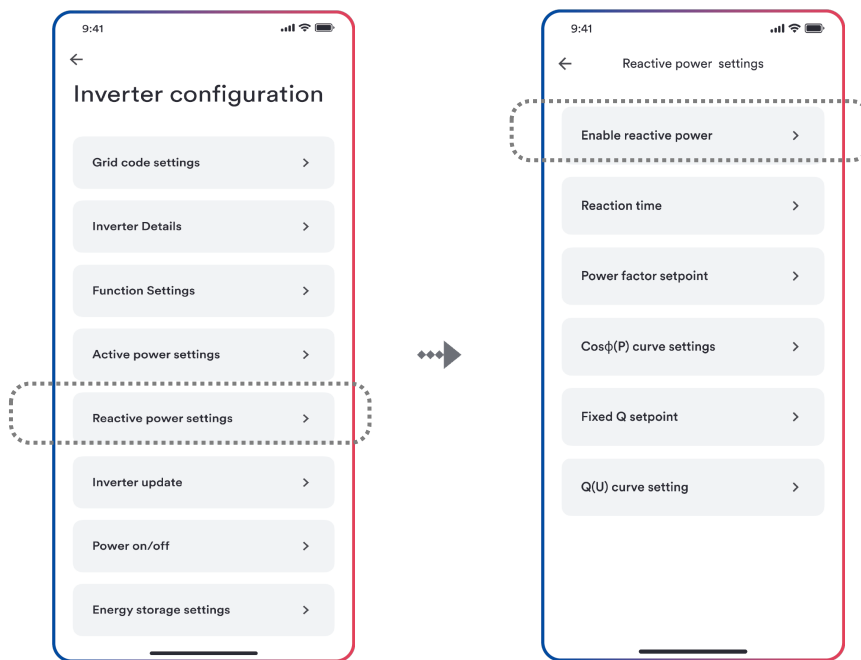 9:41
Inverter configuration
Grid code settings
Inverter Details
Function Settings
Active power settings
Reactive power settings
Inverter update
Power on/off
Energy storage settings
9:41
Reactive power settings
Enable reactive power
Reaction time
Power factor setpoint
Cosϕ(P) curve settings
Fixed Q setpoint
Q(U) curve setting